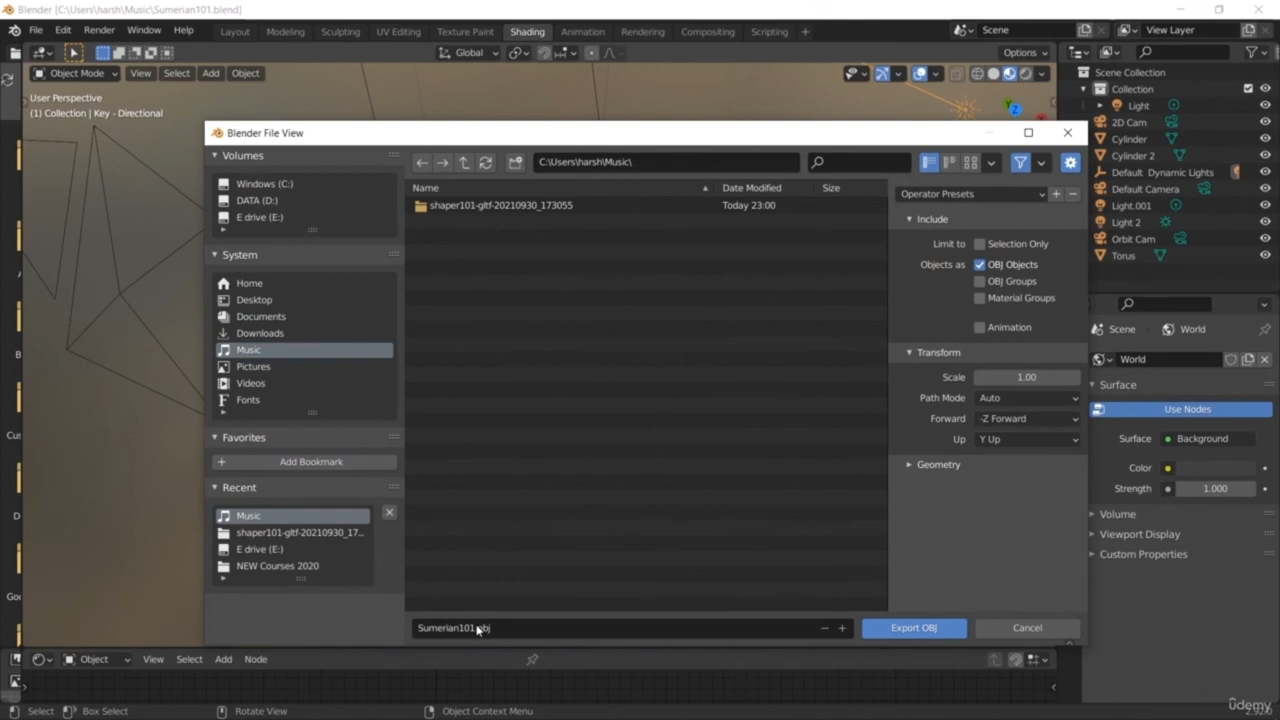 Blender [C:\Users\harsh\Music\Sumerian101.blend]
File Edit Render Window Help Layout Modeling Sculpting UV Editing Texture Paint Shading Animation Rendering Compositing Scripting + Scene View Layer
Global Options
Object Mode View Select Add Object
User Perspective
(1) Collection | Key - Directional
Scene Collection
Collection
Light
2D Cam
Cylinder
Cylinder 2
Default Dynamic Lights
Default Camera
Light.001
Light 2
Orbit Cam
Torus
Scene World
World
Surface
Use Nodes
Surface Background
Color
Strength 1.000
Volume
Viewport Display
Custom Properties
Blender File View
Volumes
Windows (C:)
DATA (D:)
E drive (E:)
System
Home
Desktop
Documents
Downloads
Music
Pictures
Videos
Fonts
Favorites
Add Bookmark
Recent
Music
shaper101-gltf-20210930_17...
E drive (E:)
NEW Courses 2020
C:\Users\harsh\Music\
Name Date Modified Size
shaper101-gltf-20210930_173055 Today 23:00
Operator Presets
Include
Limit to Selection Only
Objects as OBJ Objects
OBJ Groups
Material Groups
Animation
Transform
Scale 1.00
Path Mode Auto
Forward -Z Forward
Up Y Up
Geometry
Sumerian101.obj
Export OBJ Cancel
Object View Select Add Node
Select Box Select Rotate View Object Context Menu
ûdemy
2.92.0